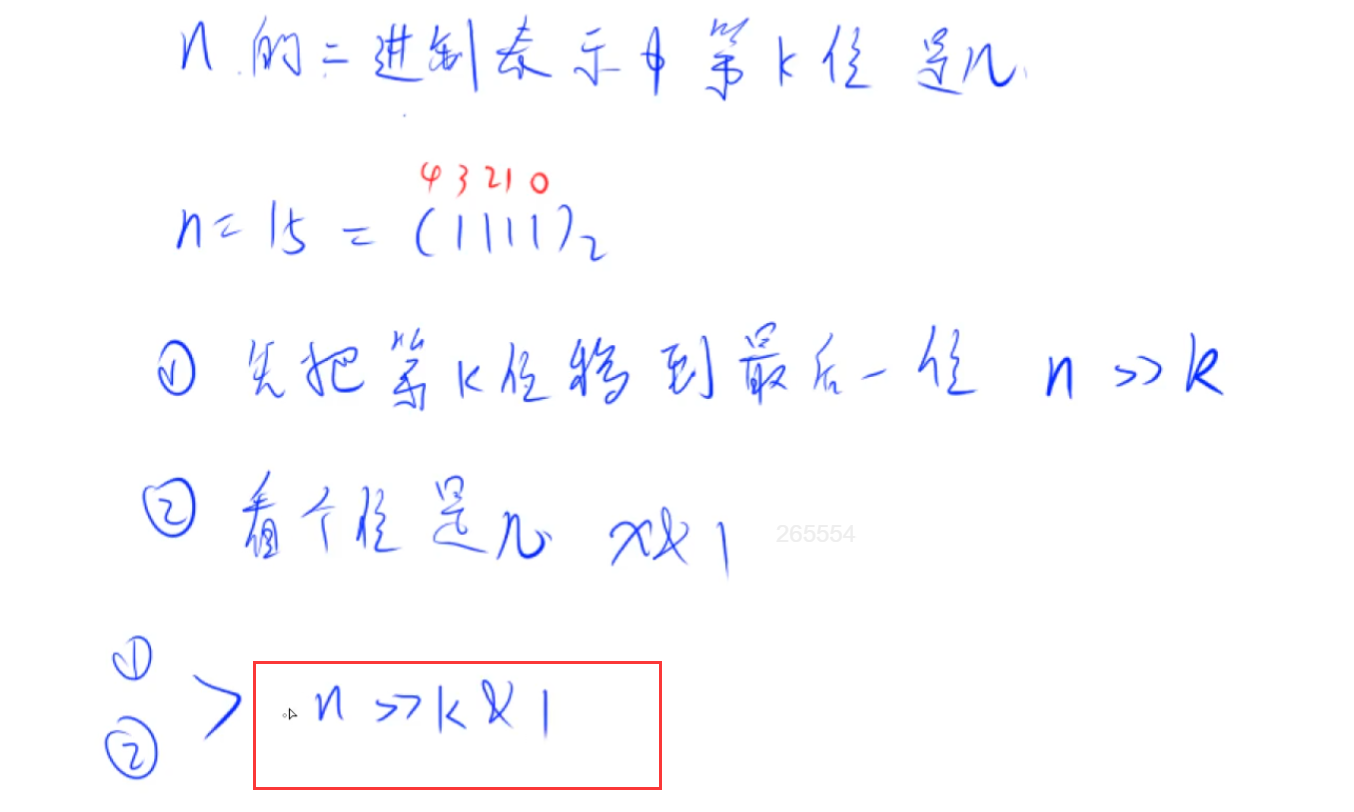 n的二进制表示中第k位是几
4 3 2 1 0
n=15=(1111)₂
① 先把第k位移到最后一位 n>>k
② 看个位是几 x&1
265554
①
② > n>>k&1